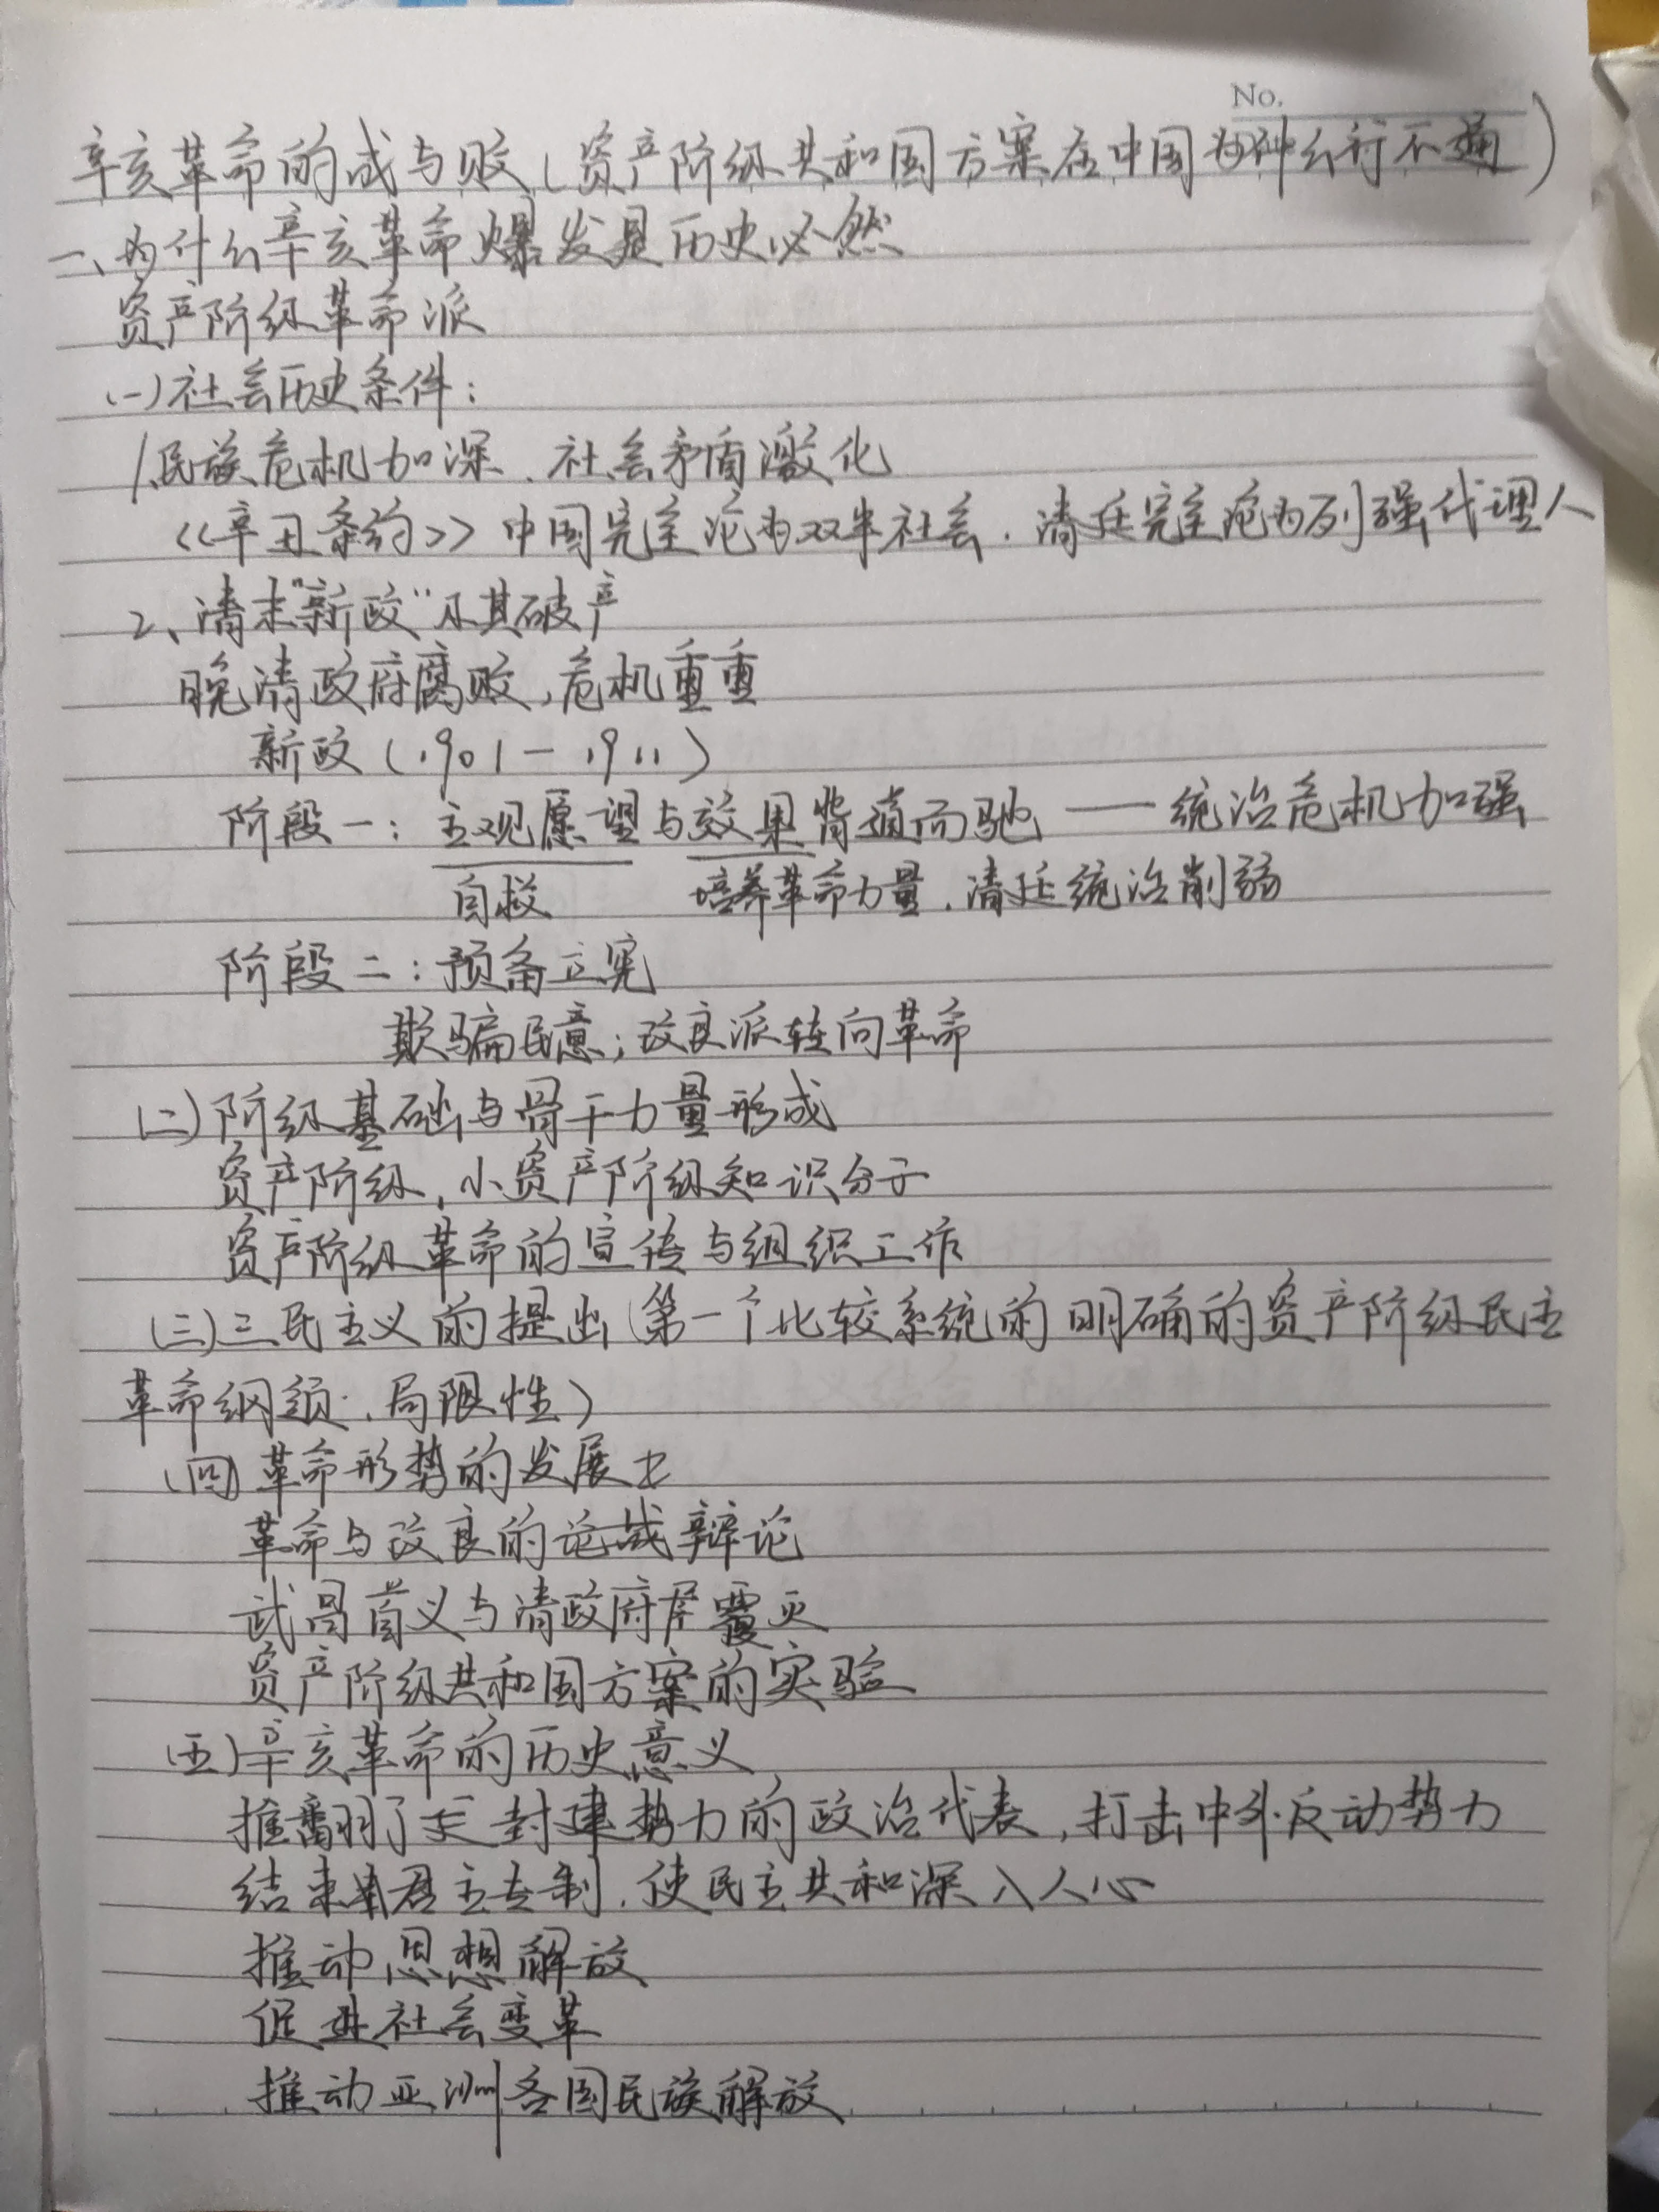 No.
辛亥革命的成与败(资产阶级共和国方案在中国为什么行不通)
一、为什么辛亥革命爆发是历史必然
资产阶级革命派
(一)社会历史条件:
1.民族危机加深、社会矛盾激化
《辛丑条约》中国完全沦为双半社会.清廷完全沦为列强代理人
2、清末"新政"及其破产
晚清政府腐败,危机重重
新政(1901-1911)
阶段一:主观愿望与效果背道而驰——统治危机加强
自救 培养革命力量.清廷统治削弱
阶段二:预备立宪
欺骗民意;改良派转向革命
(二)阶级基础与骨干力量形成
资产阶级,小资产阶级知识分子
资产阶级革命的宣传与组织工作
(三)三民主义的提出(第一个比较系统的明确的资产阶级民主
革命纲领、局限性)
(四)革命形势的发展
革命与改良的论战辩论
武昌首义与清政府覆灭
资产阶级共和国方案的实验
(五)辛亥革命的历史意义
推翻了封建势力的政治代表,打击中外反动势力
结束君主专制.使民主共和深入人心
推动思想解放
促进社会变革
推动亚洲各国民族解放